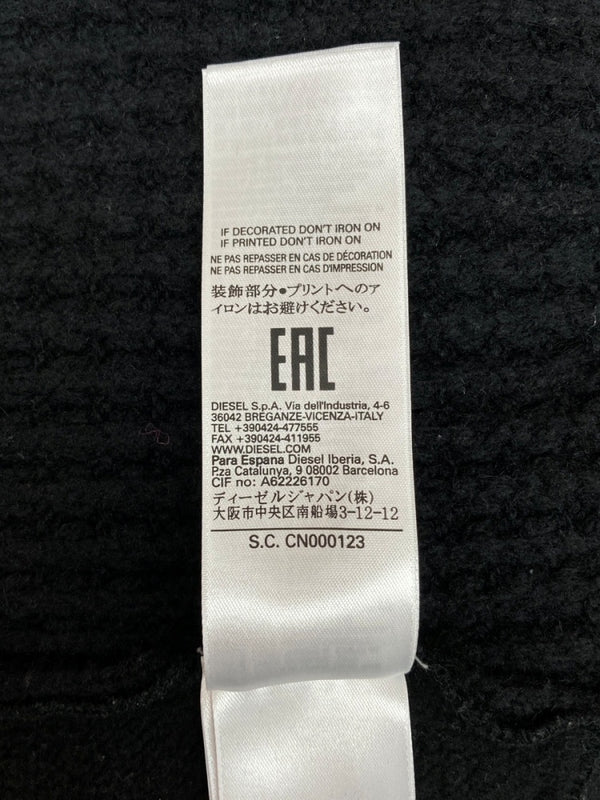 IF DECORATED DON'T IRON ON
IF PRINTED DON'T IRON ON
NE PAS REPASSER EN CAS DE DÉCORATION
NE PAS REPASSER EN CAS D'IMPRESSION
装飾部分●プリントへのア
イロンはお避けください。
EAC
DIESEL S.p.A. Via dell'Industria, 4-6
36042 BREGANZE-VICENZA-ITALY
TEL +390424-477555
FAX +390424-411955
WWW.DIESEL.COM
Para Espana Diesel Iberia, S.A.
P.za Catalunya, 9 08002 Barcelona
CIF no: A62226170
ディーゼルジャパン(株)
大阪市中央区南船場3-12-12
S.C. CN000123